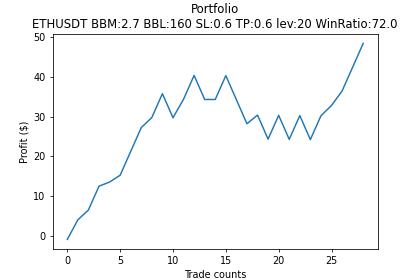 Portfolio
ETHUSDT BBM:2.7 BBL:160 SL:0.6 TP:0.6 lev:20 WinRatio:72.0
50
40
30
20
10
0
Profit ($)
0 5 10 15 20 25
Trade counts